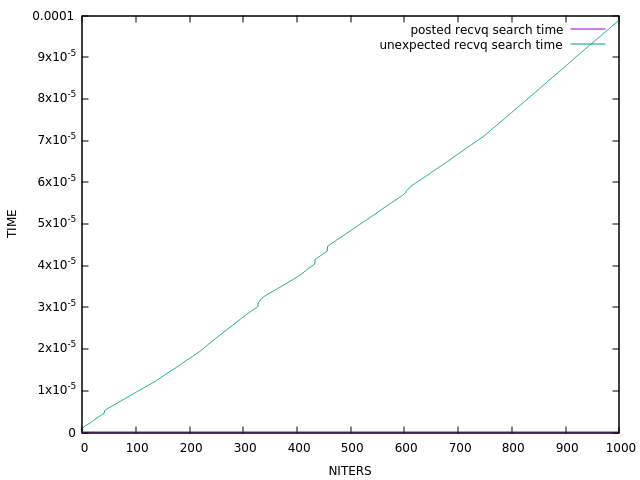 0.0001
posted recvq search time
unexpected recvq search time
9x10⁻⁵
8x10⁻⁵
7x10⁻⁵
6x10⁻⁵
5x10⁻⁵
4x10⁻⁵
3x10⁻⁵
2x10⁻⁵
1x10⁻⁵
0
TIME
0 100 200 300 400 500 600 700 800 900 1000
NITERS